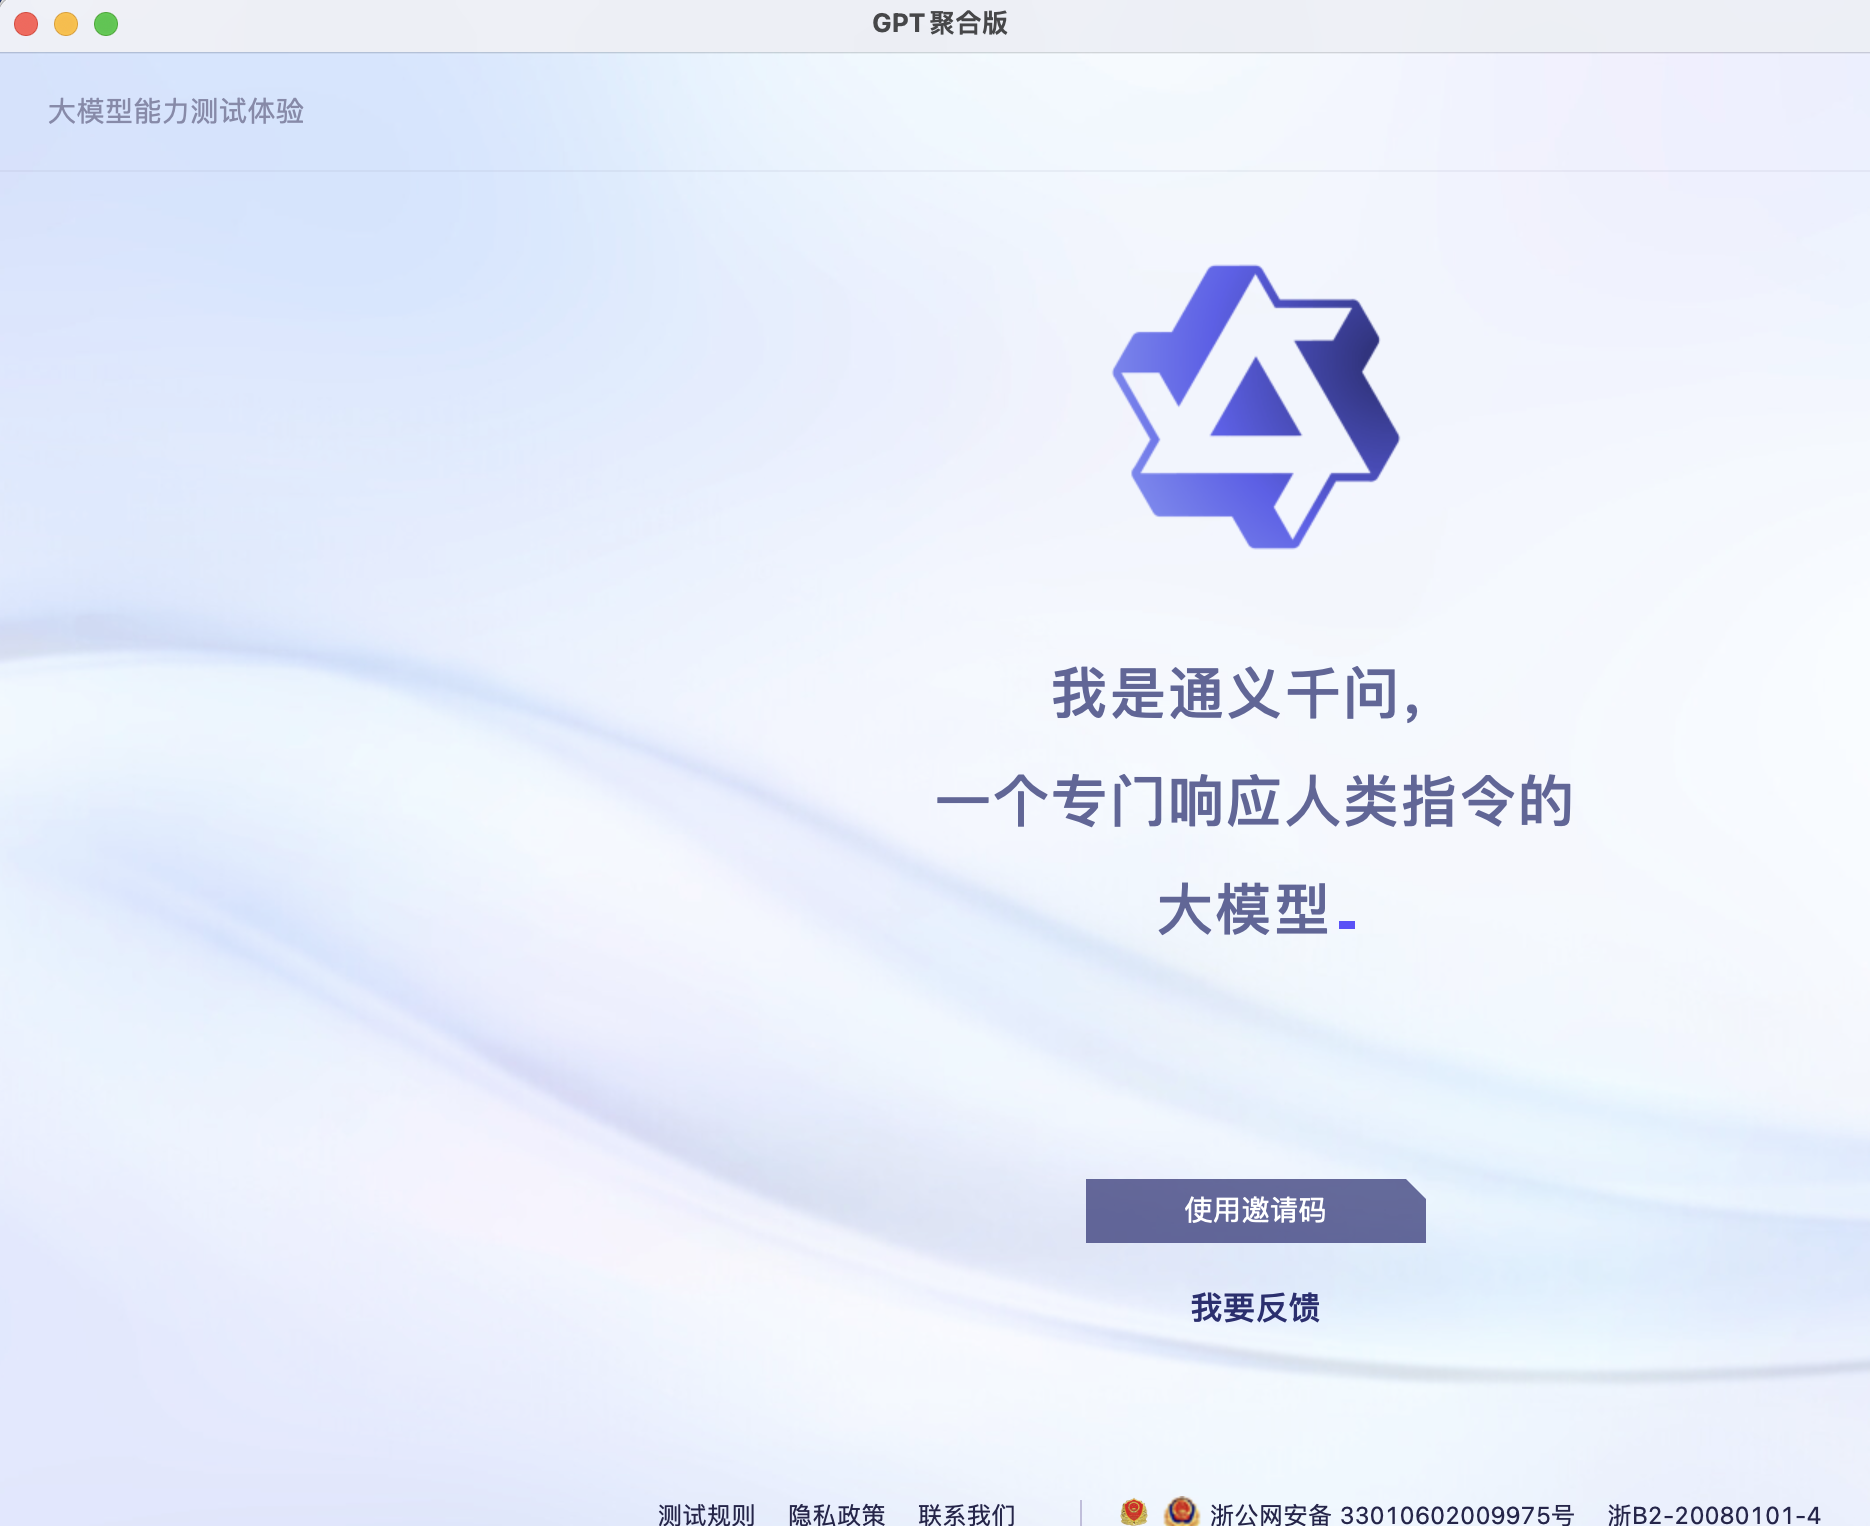 GPT聚合版
大模型能力测试体验
我是通义千问，
一个专门响应人类指令的
大模型
使用邀请码
我要反馈
测试规则 隐私政策 联系我们 浙公网安备 33010602009975号 浙B2-20080101-4